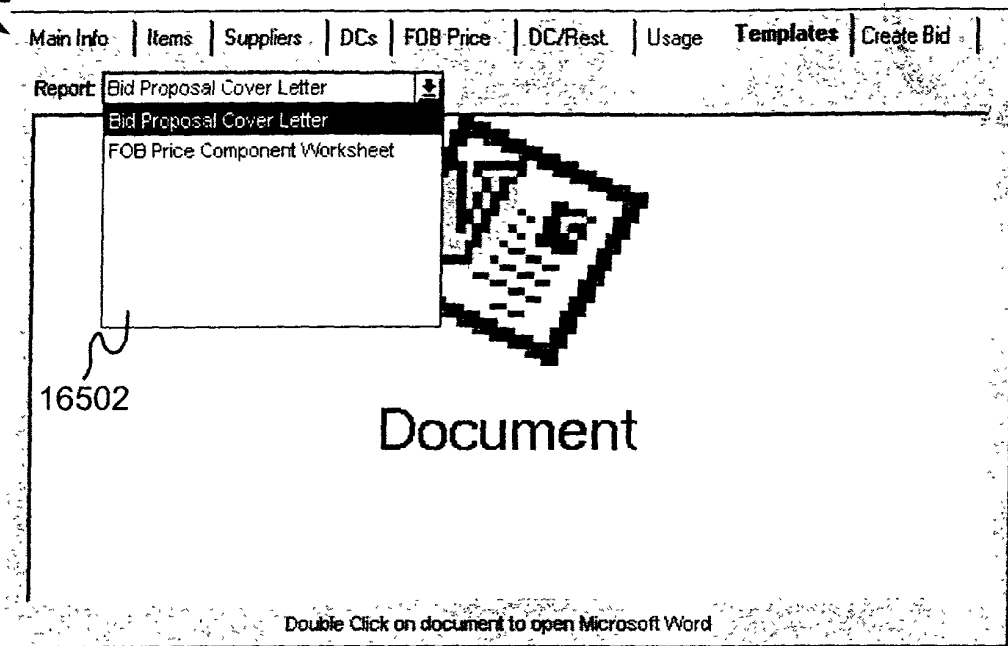 Main Info Items Suppliers DCs FOB Price DC/Rest. Usage Templates Create Bid
Report: Bid Proposal Cover Letter
Bid Proposal Cover Letter
FOB Price Component Worksheet
16502
Document
Double Click on document to open Microsoft Word